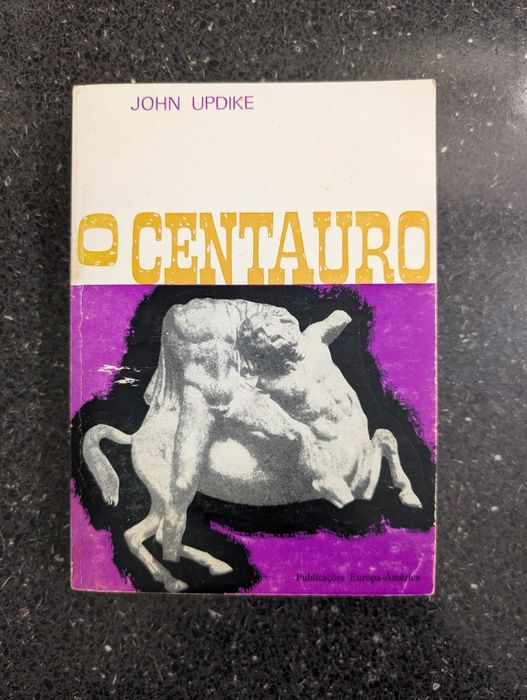 JOHN UPDIKE
O CENTAURO
Publicações Europa-América